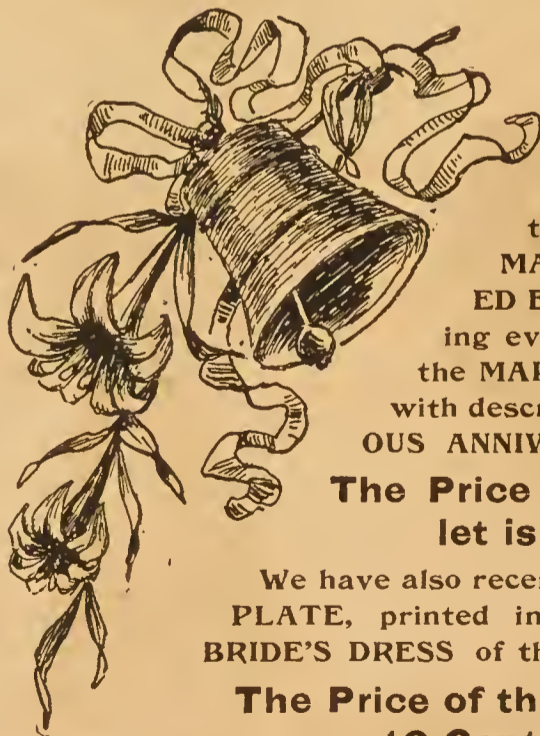 t
MA
ED E
ing ev
the MAR
with descr
OUS ANNIV
The Price
let is
We have also rece
PLATE, printed in
BRIDE'S DRESS of th
The Price of th